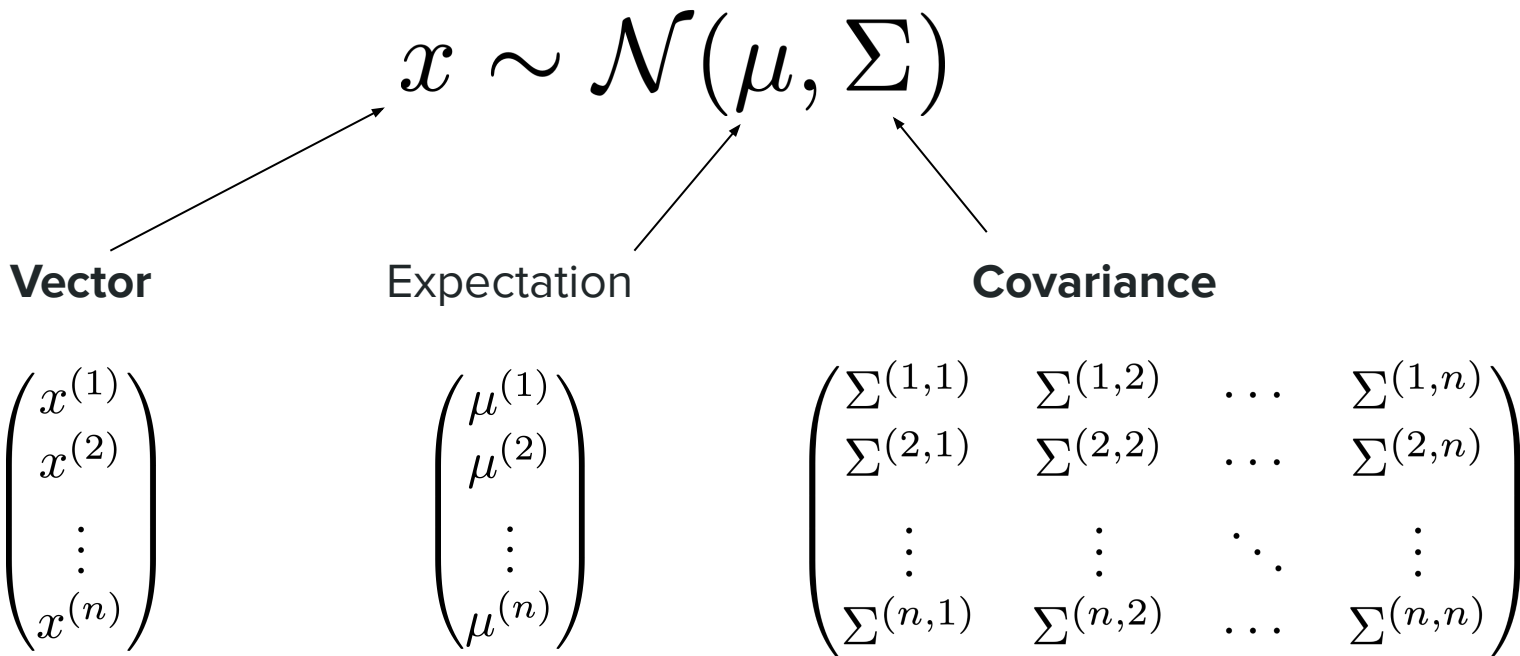 x ∼ 𝒩(μ, Σ)
Vector Expectation Covariance
x^{(1)} μ^{(1)} Σ^{(1,1)} Σ^{(1,2)} ... Σ^{(1,n)}
x^{(2)} μ^{(2)} Σ^{(2,1)} Σ^{(2,2)} ... Σ^{(2,n)}
⋮ ⋮ ⋮ ⋮ ⋱ ⋮
x^{(n)} μ^{(n)} Σ^{(n,1)} Σ^{(n,2)} ... Σ^{(n,n)}